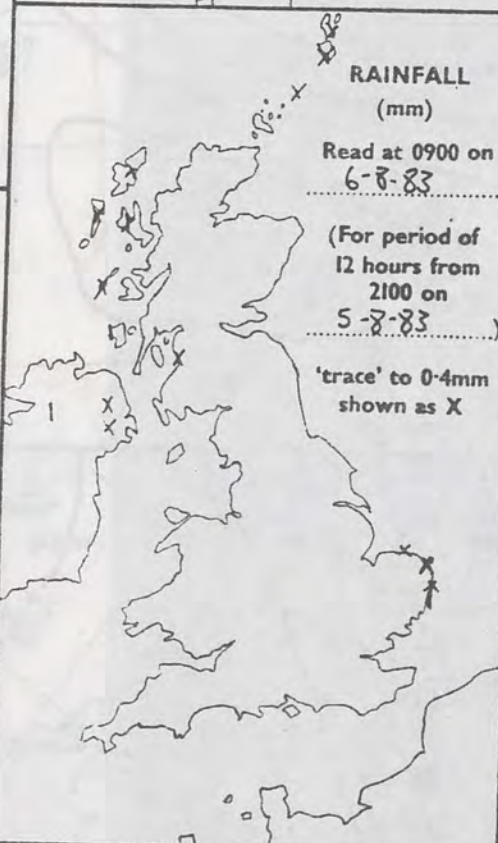 RAINFALL
(mm)
Read at 0900 on
6-8-83
(For period of
12 hours from
2100 on
5-8-83 )
'trace' to 0·4mm
shown as X
X
X
X
X
X
X
X
X
X
1
X
X
X
X
X